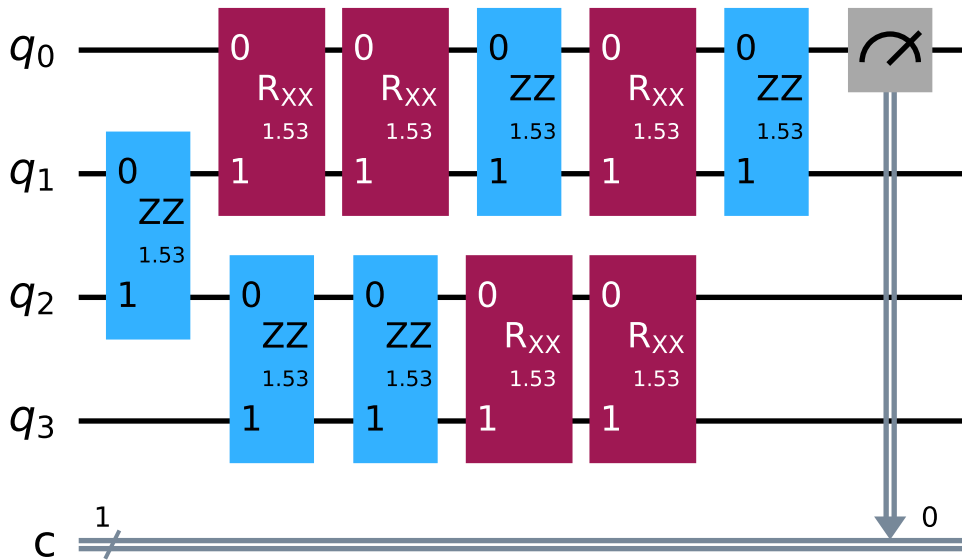 q0
0 0 0 0 0
RXX RXX ZZ RXX ZZ
1.53 1.53 1.53 1.53 1.53
q1
0 1 1 1 1 1
ZZ
1.53
q2
1 0 0 0 0
ZZ ZZ RXX RXX
1.53 1.53 1.53 1.53
q3
1 1 1 1
1 0
c